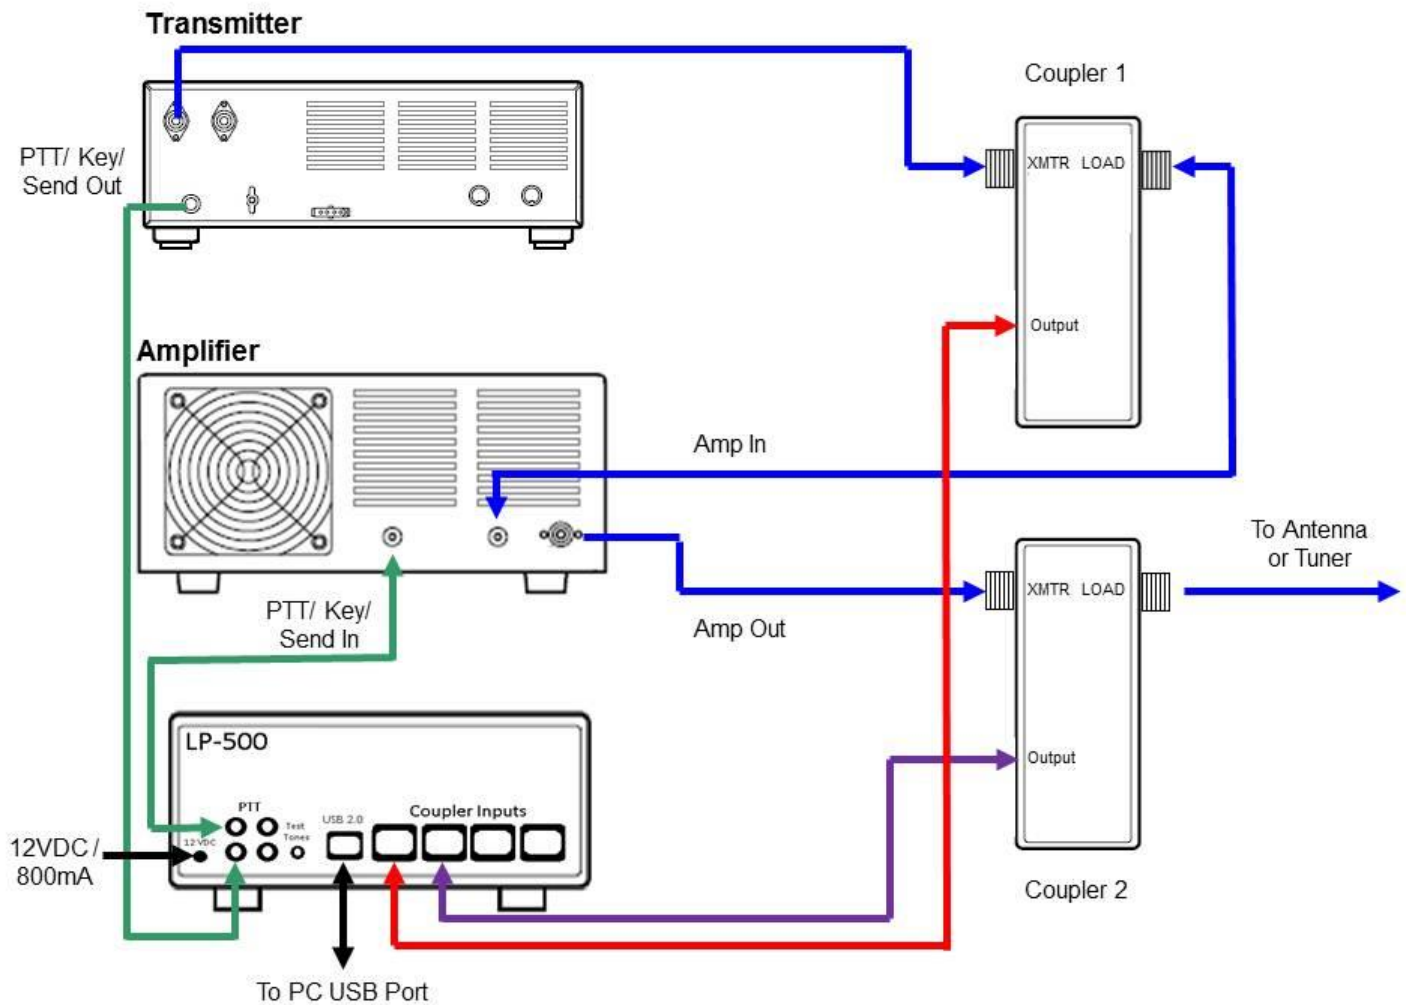 Transmitter
Coupler 1
PTT/ Key/
Send Out
XMTR LOAD
Output
Amplifier
Amp In
To Antenna
or Tuner
XMTR LOAD
PTT/ Key/
Send In
Amp Out
LP-500
Output
PTT
Coupler Inputs
USB 2.0
Test
Tones
12 VDC
12VDC /
800mA
Coupler 2
To PC USB Port